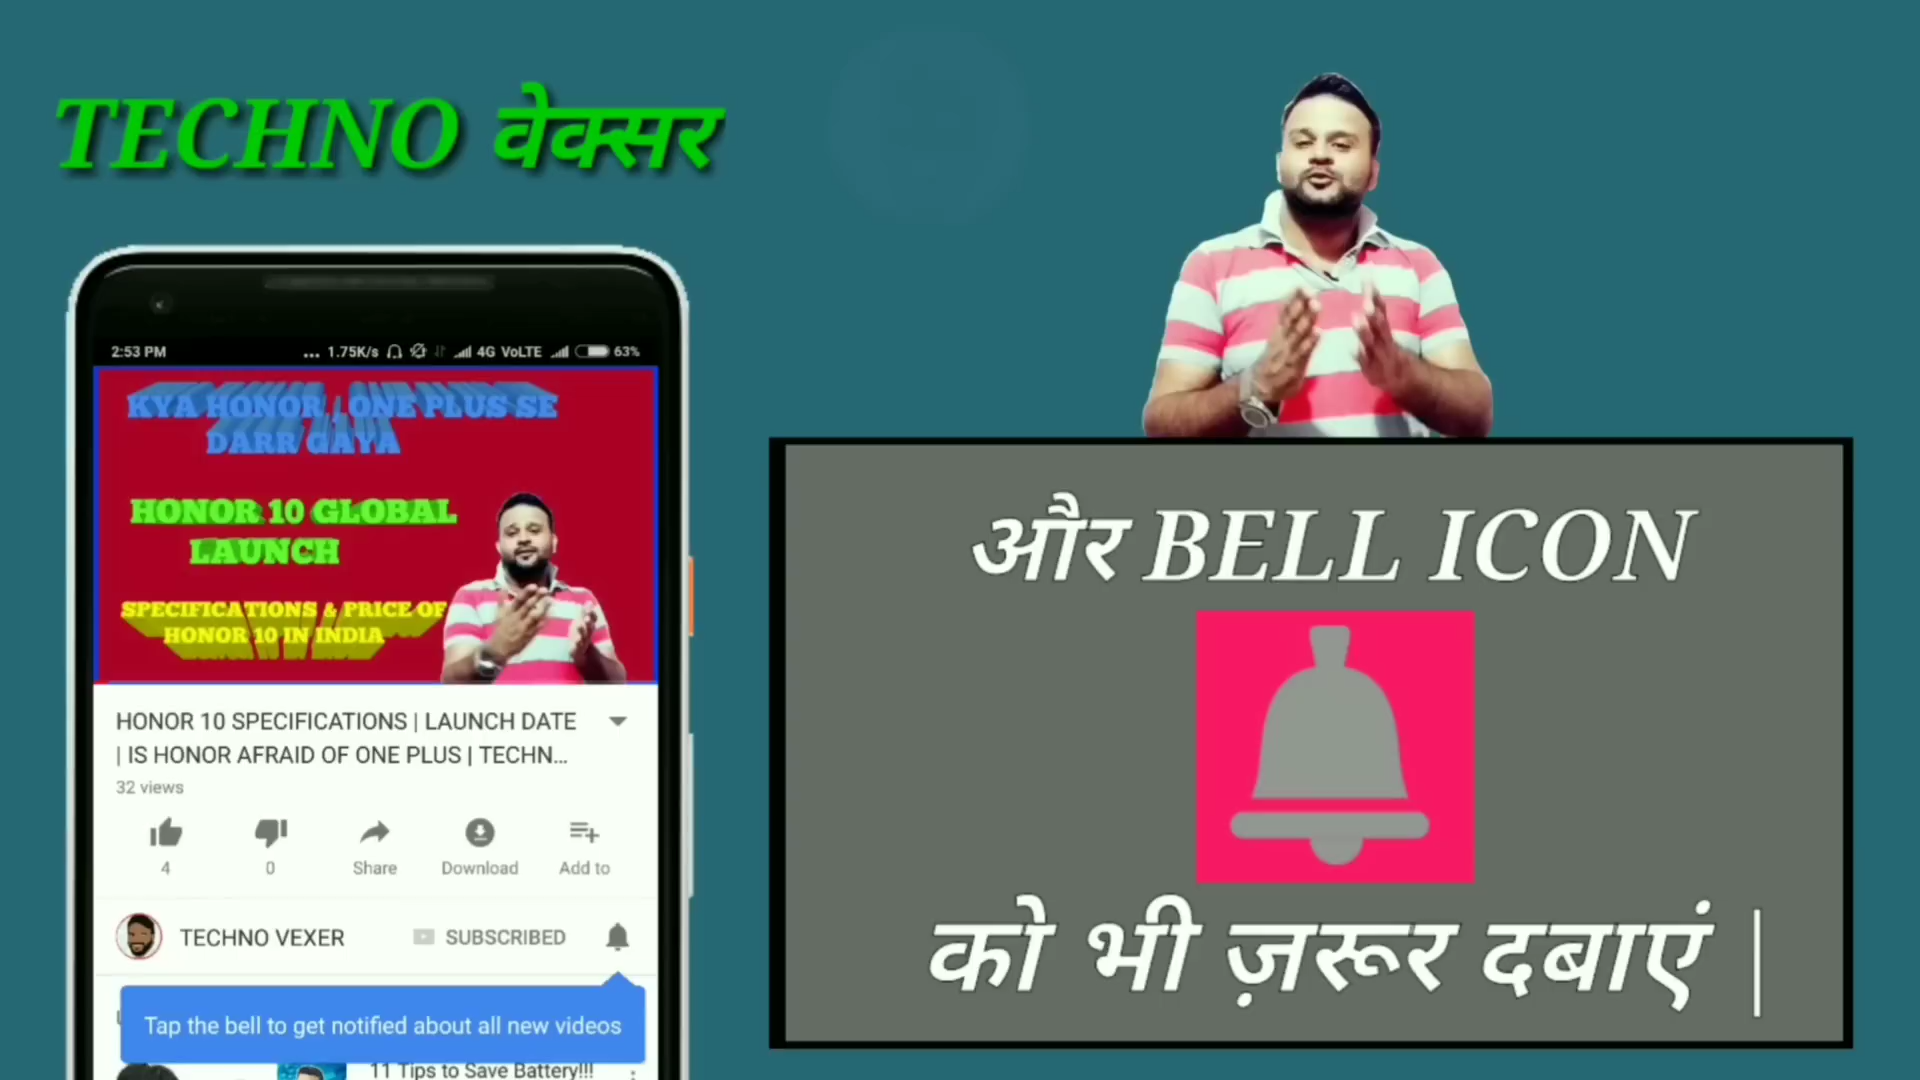 TECHNO वेक्सर
2:53 PM ... 1.75K/s 4G VoLTE 63%
KYA HONOR, ONE PLUS SE
DARR GAYA
HONOR 10 GLOBAL
LAUNCH
SPECIFICATIONS & PRICE OF
HONOR 10 IN INDIA
HONOR 10 SPECIFICATIONS | LAUNCH DATE
| IS HONOR AFRAID OF ONE PLUS | TECHN...
32 views
4 0 Share Download Add to
TECHNO VEXER SUBSCRIBED
Tap the bell to get notified about all new videos
11 Tips to Save Battery!!!
और BELL ICON
को भी ज़रूर दबाएं |